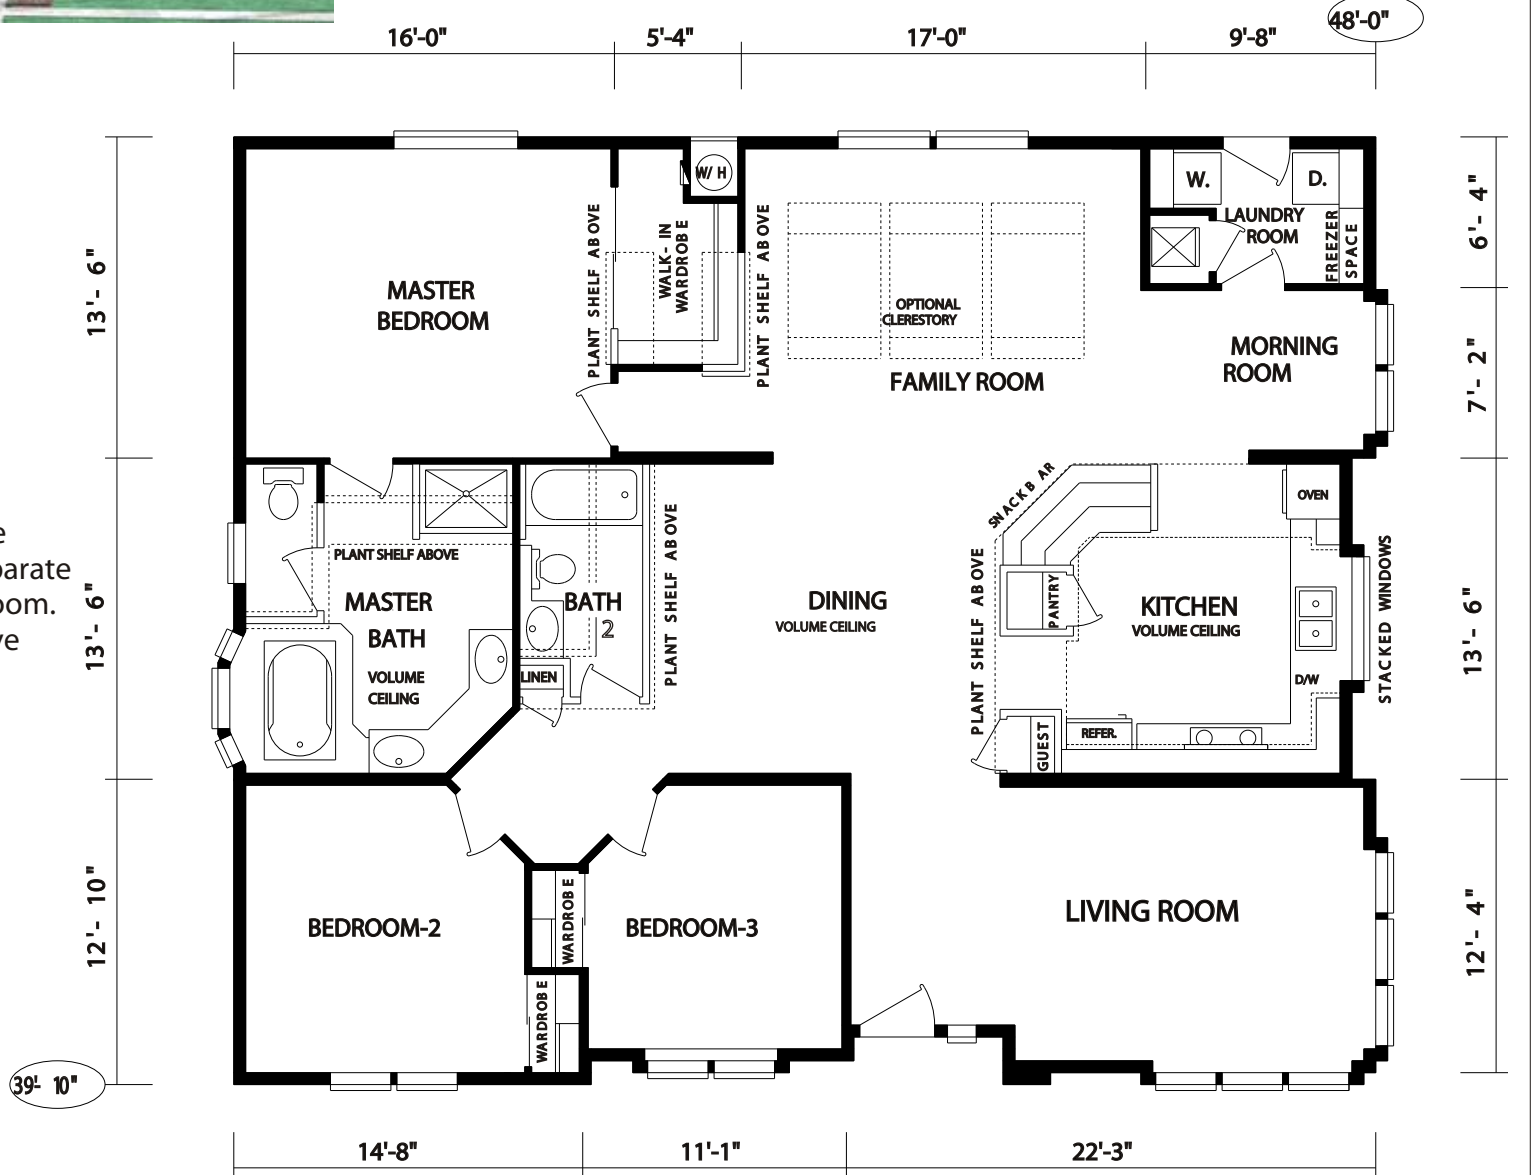 48'-0"
16'-0"
5'-4"
17'-0"
9'-8"
W/ H
W.
D.
LAUNDRY
ROOM
FREEZER
SPACE
6'- 4"
13'- 6"
MASTER
BEDROOM
PLANT SHELF ABOVE
WALK- IN
WARDROBE
PLANT SHELF ABOVE
OPTIONAL
CLERESTORY
FAMILY ROOM
MORNING
ROOM
7'- 2"
SNACK BAR
OVEN
PLANT SHELF ABOVE
MASTER
BATH
VOLUME
CEILING
BATH
2
LINEN
PLANT SHELF ABOVE
DINING
VOLUME CEILING
PLANT SHELF ABOVE
PANTRY
KITCHEN
VOLUME CEILING
D/W
STACKED WINDOWS
REFER.
GUEST
13'- 6"
13'- 6"
oom.
12'- 10"
BEDROOM-2
WARDROBE
WARDROBE
BEDROOM-3
LIVING ROOM
12'- 4"
39'- 10"
14'-8"
11'-1"
22'-3"